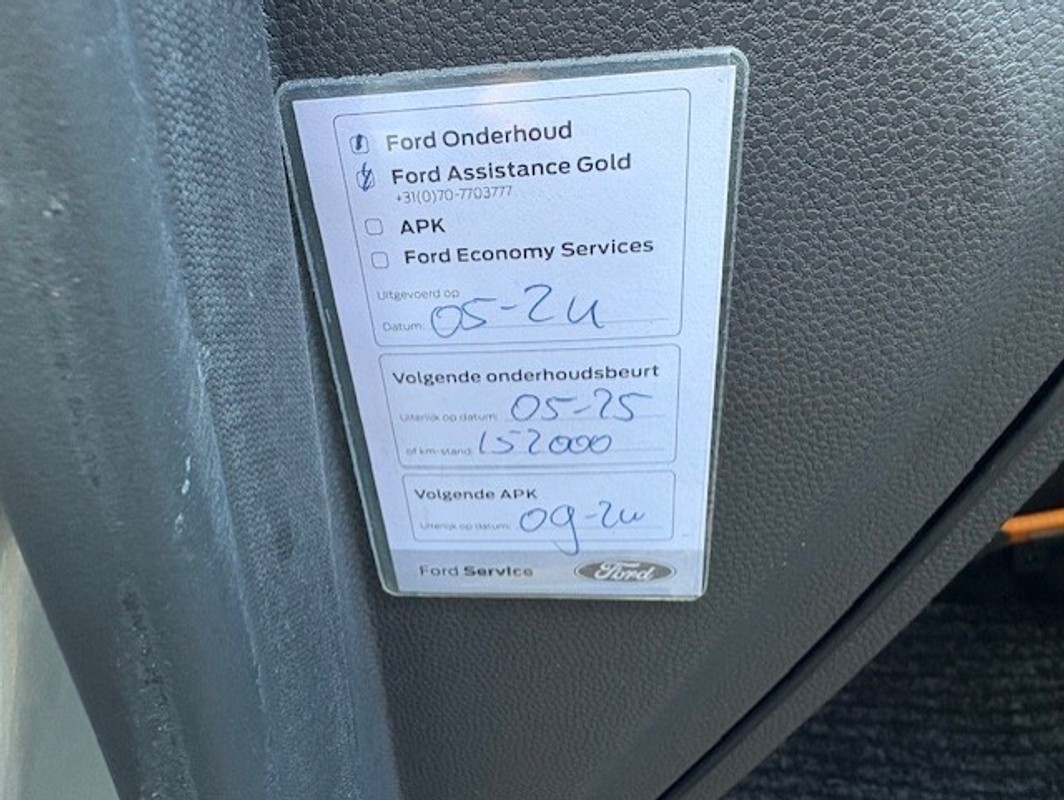 Ford Onderhoud
Ford Assistance Gold
+31(0)70-7703777
APK
Ford Economy Services
Uitgevoerd op
Datum: 05-24
Volgende onderhoudsbeurt
Uiterlijk op datum: 05-25
of km-stand: 152000
Volgende APK
Uiterlijk op datum: 09-24
Ford Service
Ford